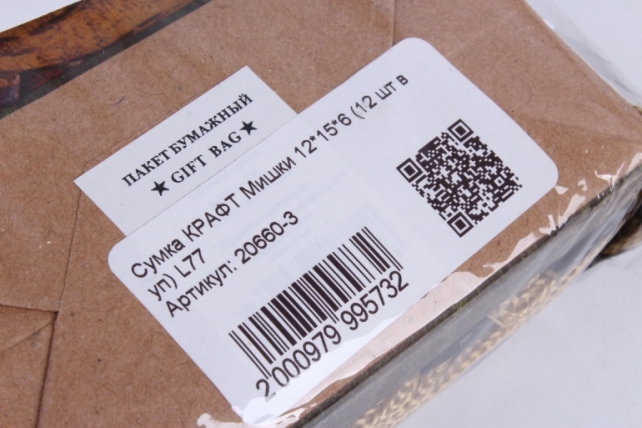 ПАКЕТ БУМАЖНЫЙ
★ GIFT BAG ★
Сумка КРАФТ Мишки 12*15*6 (12 шт в
уп) L77
Артикул: 20660-3
2 000979 995732